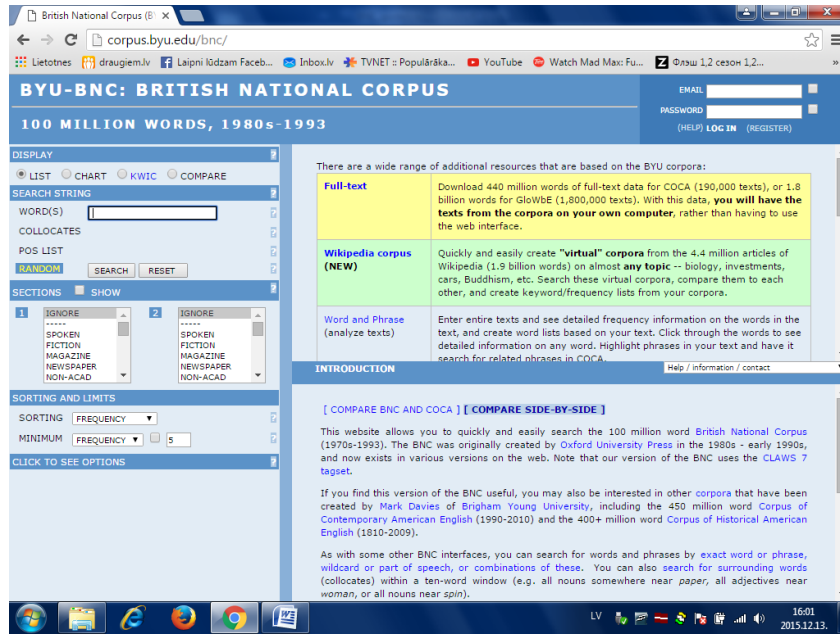 British National Corpus (B
corpus.byu.edu/bnc/
Lietotnes draugiem.lv Laipni lūdzam Faceb... Inbox.lv TVNET :: Populārāka... YouTube Watch Mad Max: Fu... Флэш 1,2 сезон 1,2... »
BYU-BNC: BRITISH NATIONAL CORPUS
100 MILLION WORDS, 1980s-1993
EMAIL
PASSWORD
(HELP) LOG IN (REGISTER)
DISPLAY ?
LIST CHART KWIC COMPARE
SEARCH STRING ?
WORD(S) ?
COLLOCATES ?
POS LIST ?
RANDOM SEARCH RESET ?
SECTIONS SHOW ?
1 IGNORE 2 IGNORE
----- -----
SPOKEN SPOKEN
FICTION FICTION
MAGAZINE MAGAZINE
NEWSPAPER NEWSPAPER
NON-ACAD NON-ACAD
SORTING AND LIMITS
SORTING FREQUENCY ?
MINIMUM FREQUENCY 5 ?
CLICK TO SEE OPTIONS ?
There are a wide range of additional resources that are based on the BYU corpora:
Full-text
Download 440 million words of full-text data for COCA (190,000 texts), or 1.8
billion words for GloWbE (1,800,000 texts). With this data, you will have the
texts from the corpora on your own computer, rather than having to use
the web interface.
Wikipedia corpus
(NEW)
Quickly and easily create "virtual" corpora from the 4.4 million articles of
Wikipedia (1.9 billion words) on almost any topic -- biology, investments,
cars, Buddhism, etc. Search these virtual corpora, compare them to each
other, and create keyword/frequency lists from your corpora.
Word and Phrase
(analyze texts)
Enter entire texts and see detailed frequency information on the words in the
text, and create word lists based on your text. Click through the words to see
detailed information on any word. Highlight phrases in your text and have it
search for related phrases in COCA.
INTRODUCTION Help / information / contact
[ COMPARE BNC AND COCA ] [ COMPARE SIDE-BY-SIDE ]
This website allows you to quickly and easily search the 100 million word British National Corpus
(1970s-1993). The BNC was originally created by Oxford University Press in the 1980s - early 1990s,
and now exists in various versions on the web. Note that our version of the BNC uses the CLAWS 7
tagset.
If you find this version of the BNC useful, you may also be interested in other corpora that have been
created by Mark Davies of Brigham Young University, including the 450 million word Corpus of
Contemporary American English (1990-2010) and the 400+ million word Corpus of Historical American
English (1810-2009).
As with some other BNC interfaces, you can search for words and phrases by exact word or phrase,
wildcard or part of speech, or combinations of these. You can also search for surrounding words
(collocates) within a ten-word window (e.g. all nouns somewhere near paper, all adjectives near
woman, or all nouns near spin).
LV 16:01
2015.12.13.